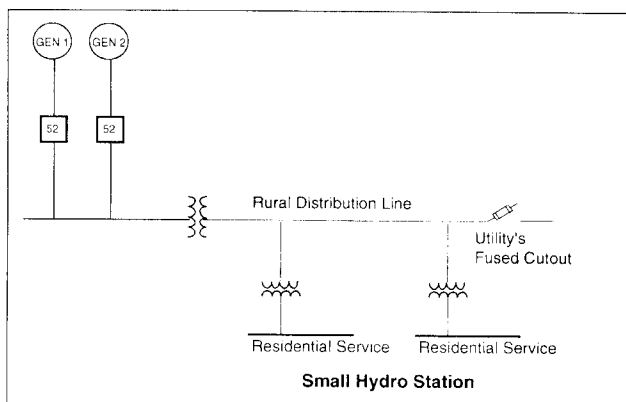 GEN 1 GEN 2
52 52
Rural Distribution Line
Utility's
Fused Cutout
Residential Service Residential Service
Small Hydro Station